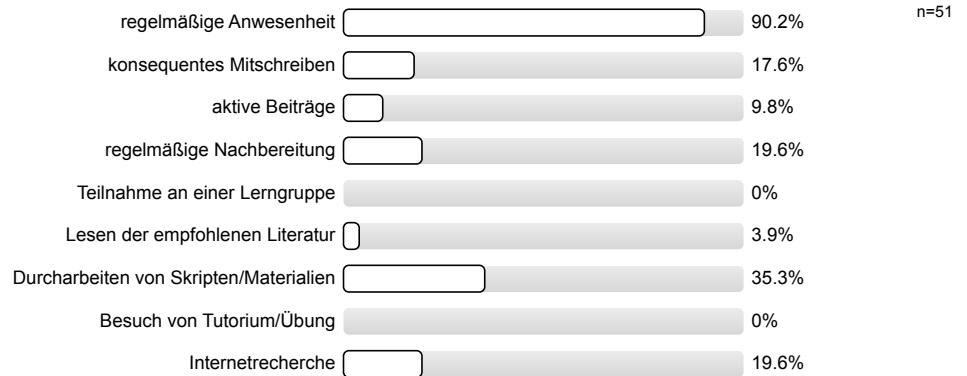 regelmäßige Anwesenheit 90.2% n=51
konsequentes Mitschreiben 17.6%
aktive Beiträge 9.8%
regelmäßige Nachbereitung 19.6%
Teilnahme an einer Lerngruppe 0%
Lesen der empfohlenen Literatur 3.9%
Durcharbeiten von Skripten/Materialien 35.3%
Besuch von Tutorium/Übung 0%
Internetrecherche 19.6%